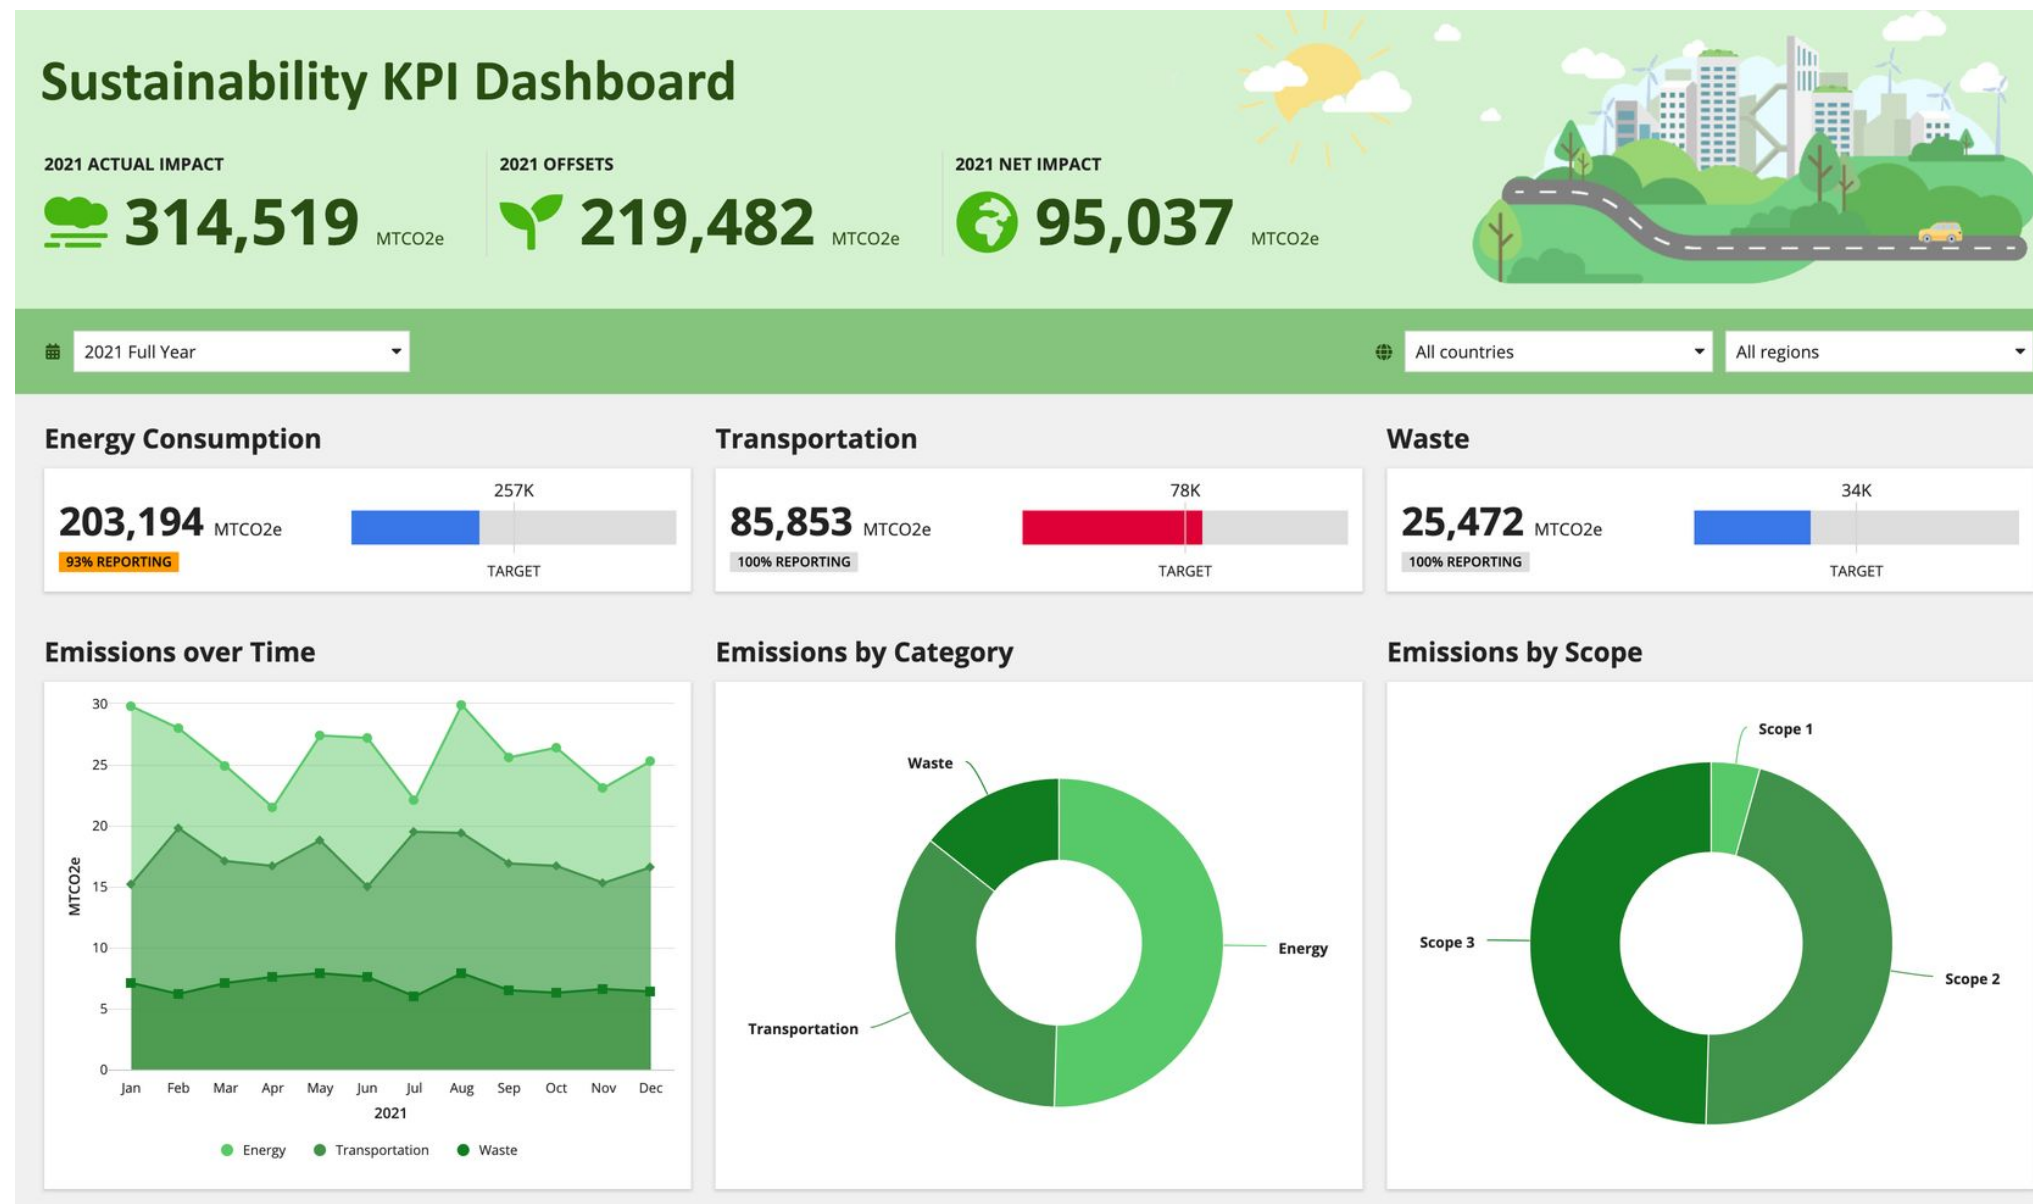 Sustainability KPI Dashboard
2021 ACTUAL IMPACT
314,519 MTCO2e
2021 OFFSETS
219,482 MTCO2e
2021 NET IMPACT
95,037 MTCO2e
2021 Full Year
All countries
All regions
Energy Consumption
203,194 MTCO2e
93% REPORTING
257K
TARGET
Transportation
85,853 MTCO2e
100% REPORTING
78K
TARGET
Waste
25,472 MTCO2e
100% REPORTING
34K
TARGET
Emissions over Time
30
25
20
15
10
5
0
MTCO2e
Jan Feb Mar Apr May Jun Jul Aug Sep Oct Nov Dec
2021
Energy Transportation Waste
Emissions by Category
Waste
Energy
Transportation
Emissions by Scope
Scope 1
Scope 3
Scope 2